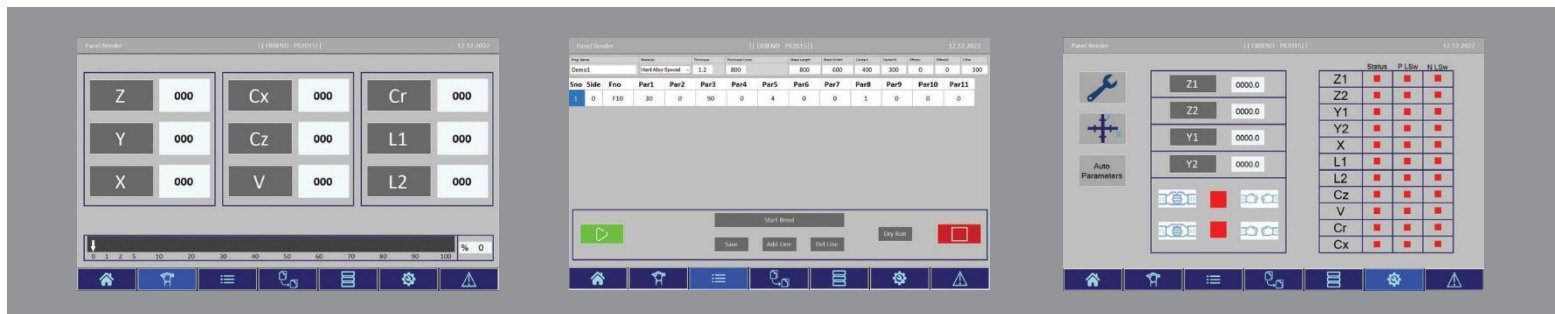 Panel Bender || ERBEND - PB2015 || 12.12.2022
Z 000 Cx 000 Cr 000
Y 000 Cz 000 L1 000
X 000 V 000 L2 000
% 0
0 1 2 5 10 20 30 40 50 60 70 80 90 100
Panel Bender || ERBEND - PB2015 || 12.12.2022
Demo1 Hard Alloy Special 1.2 800 800 600 400 300 0 0 300
Sno Side Fno Par1 Par2 Par3 Par4 Par5 Par6 Par7 Par8 Par9 Par10 Par11
1 0 F10 30 0 90 0 4 0 0 1 0 0 0
Start Bend
Save Add Line Del Line Dry Run
Panel Bender || ERBEND - PB2015 || 12.12.2022
Auto
Parameters
Z1 0000.0
Z2 0000.0
Y1 0000.0
Y2 0000.0
Status P LSw N LSw
Z1
Z2
Y1
Y2
X
L1
L2
Cz
V
Cr
Cx